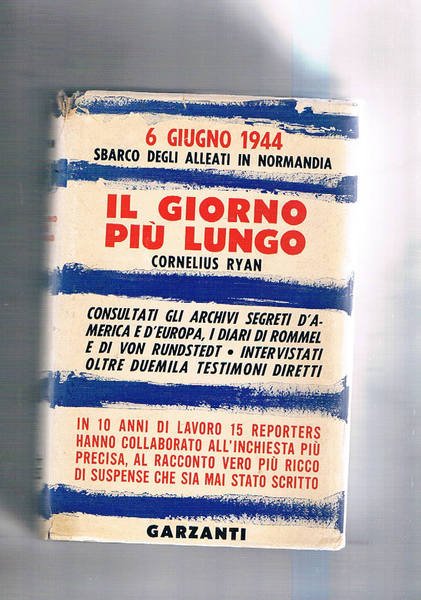 6 GIUGNO 1944
SBARCO DEGLI ALLEATI IN NORMANDIA
IL GIORNO
PIÙ LUNGO
CORNELIUS RYAN
CONSULTATI GLI ARCHIVI SEGRETI D'A-
MERICA E D'EUROPA, I DIARI DI ROMMEL
E DI VON RUNDSTEDT • INTERVISTATI
OLTRE DUEMILA TESTIMONI DIRETTI
IN 10 ANNI DI LAVORO 15 REPORTERS
HANNO COLLABORATO ALL'INCHIESTA PIÙ
PRECISA, AL RACCONTO VERO PIÙ RICCO
DI SUSPENSE CHE SIA MAI STATO SCRITTO
GARZANTI